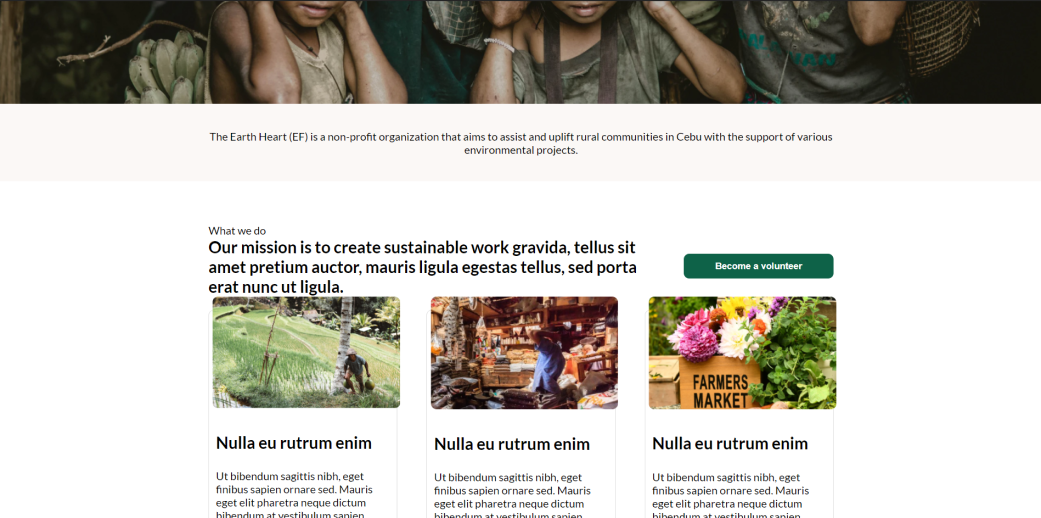 The Earth Heart (EF) is a non-profit organization that aims to assist and uplift rural communities in Cebu with the support of various
environmental projects.
What we do
Our mission is to create sustainable work gravida, tellus sit
amet pretium auctor, mauris ligula egestas tellus, sed porta
erat nunc ut ligula.
Become a volunteer
FARMERS
MARKET
Nulla eu rutrum enim
Nulla eu rutrum enim
Nulla eu rutrum enim
Ut bibendum sagittis nibh, eget
finibus sapien ornare sed. Mauris
eget elit pharetra neque dictum
bibendum at vestibulum sapien
Ut bibendum sagittis nibh, eget
finibus sapien ornare sed. Mauris
eget elit pharetra neque dictum
bibendum at vestibulum sapien
Ut bibendum sagittis nibh, eget
finibus sapien ornare sed. Mauris
eget elit pharetra neque dictum
bibendum at vestibulum sapien